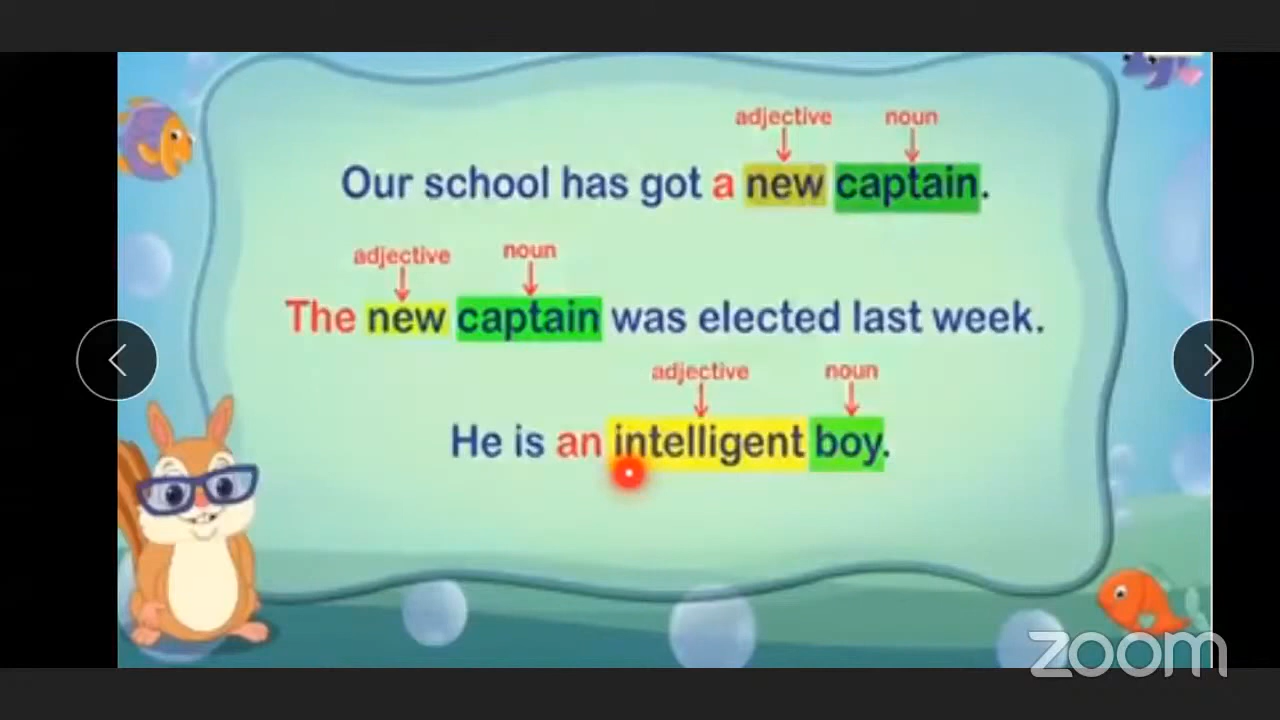 adjective noun
Our school has got a new captain.
adjective noun
The new captain was elected last week.
adjective noun
He is an intelligent boy.
zoom